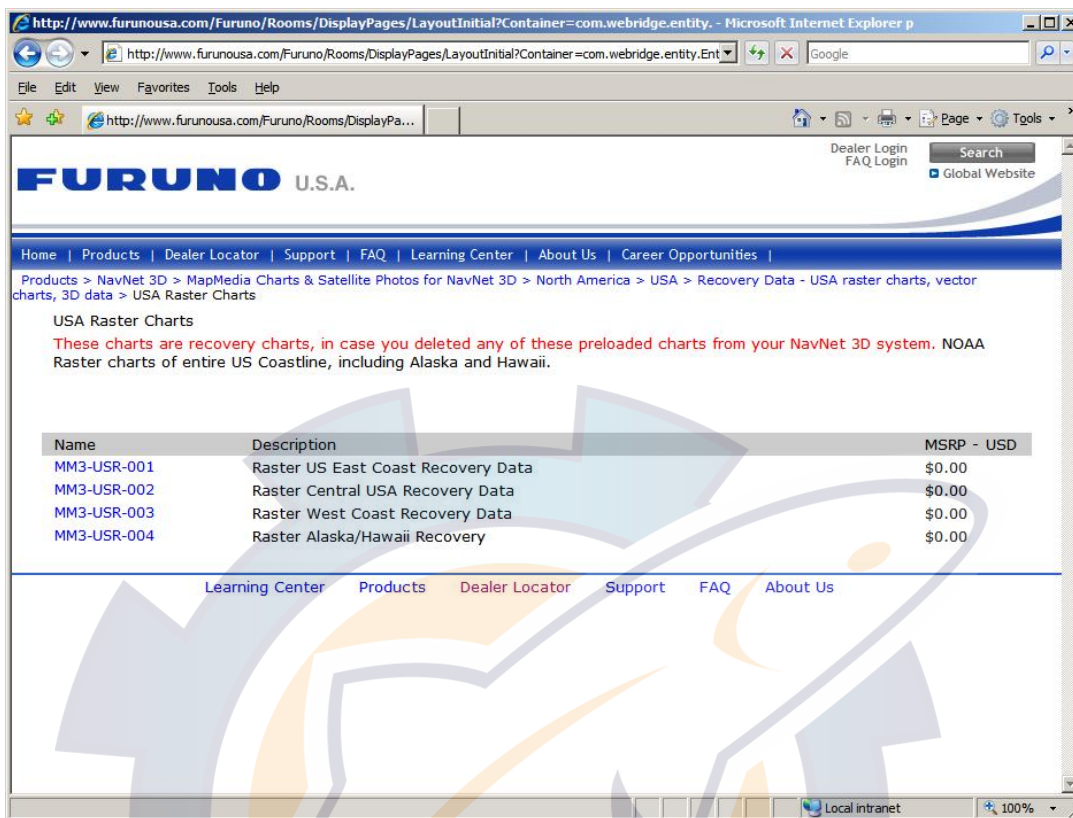 http://www.furunousa.com/Furuno/Rooms/DisplayPages/LayoutInitial?Container=com.webridge.entity. - Microsoft Internet Explorer p
http://www.furunousa.com/Furuno/Rooms/DisplayPages/LayoutInitial?Container=com.webridge.entity.Ent
Google
File Edit View Favorites Tools Help
http://www.furunousa.com/Furuno/Rooms/DisplayPa...
Page Tools
Dealer Login
FAQ Login
Search
Global Website
FURUNO U.S.A.
Home | Products | Dealer Locator | Support | FAQ | Learning Center | About Us | Career Opportunities |
Products > NavNet 3D > MapMedia Charts & Satellite Photos for NavNet 3D > North America > USA > Recovery Data - USA raster charts, vector
charts, 3D data > USA Raster Charts
USA Raster Charts
These charts are recovery charts, in case you deleted any of these preloaded charts from your NavNet 3D system. NOAA
Raster charts of entire US Coastline, including Alaska and Hawaii.
Name Description MSRP - USD
MM3-USR-001 Raster US East Coast Recovery Data $0.00
MM3-USR-002 Raster Central USA Recovery Data $0.00
MM3-USR-003 Raster West Coast Recovery Data $0.00
MM3-USR-004 Raster Alaska/Hawaii Recovery $0.00
Learning Center Products Dealer Locator Support FAQ About Us
Local intranet 100%